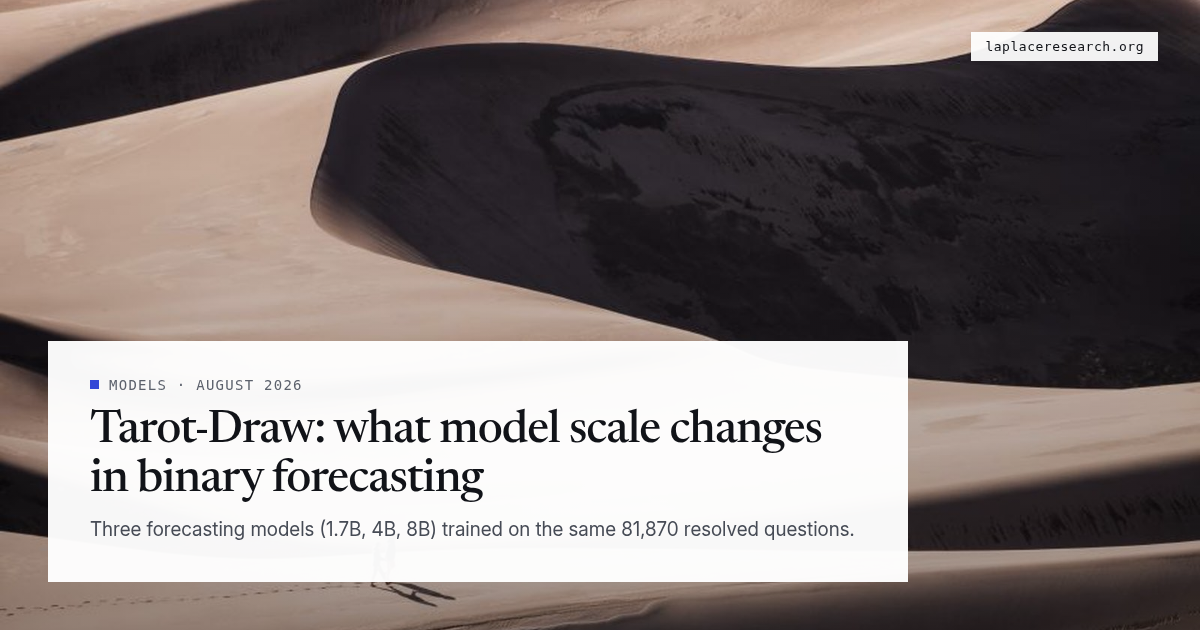 laplaceresearch.org
MODELS · AUGUST 2026
Tarot-Draw: what model scale changes
in binary forecasting
Three forecasting models (1.7B, 4B, 8B) trained on the same 81,870 resolved questions.